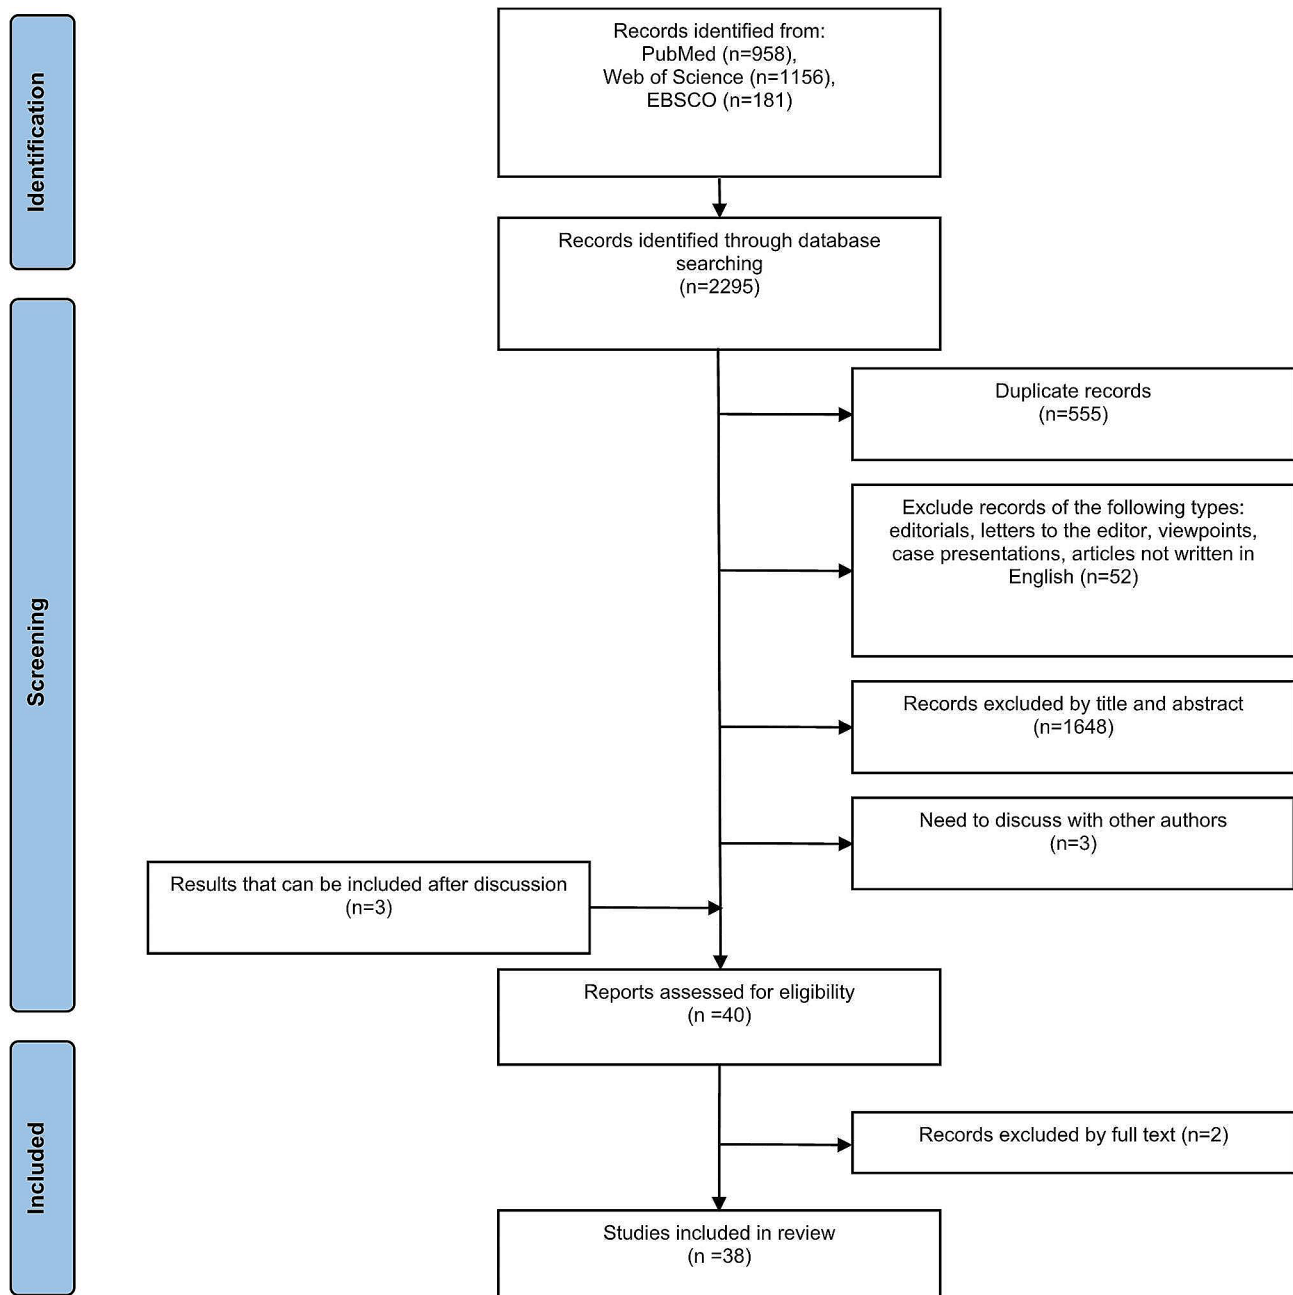 Identification
Records identified from:
PubMed (n=958),
Web of Science (n=1156),
EBSCO (n=181)
Records identified through database
searching
(n=2295)
Screening
Duplicate records
(n=555)
Exclude records of the following types:
editorials, letters to the editor, viewpoints,
case presentations, articles not written in
English (n=52)
Records excluded by title and abstract
(n=1648)
Need to discuss with other authors
(n=3)
Results that can be included after discussion
(n=3)
Reports assessed for eligibility
(n =40)
Included
Records excluded by full text (n=2)
Studies included in review
(n =38)